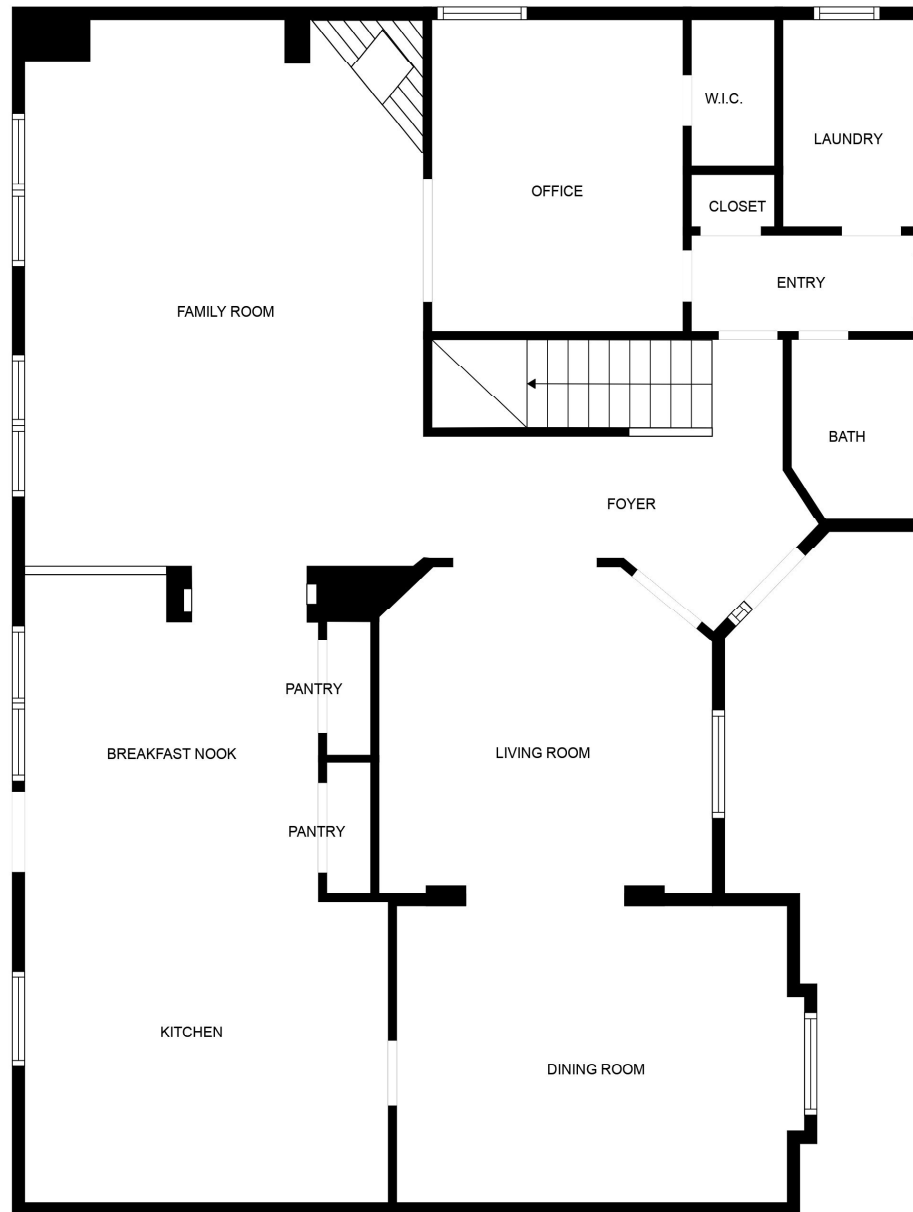 W.I.C.
LAUNDRY
OFFICE
CLOSET
ENTRY
FAMILY ROOM
BATH
FOYER
PANTRY
BREAKFAST NOOK
LIVING ROOM
PANTRY
KITCHEN
DINING ROOM